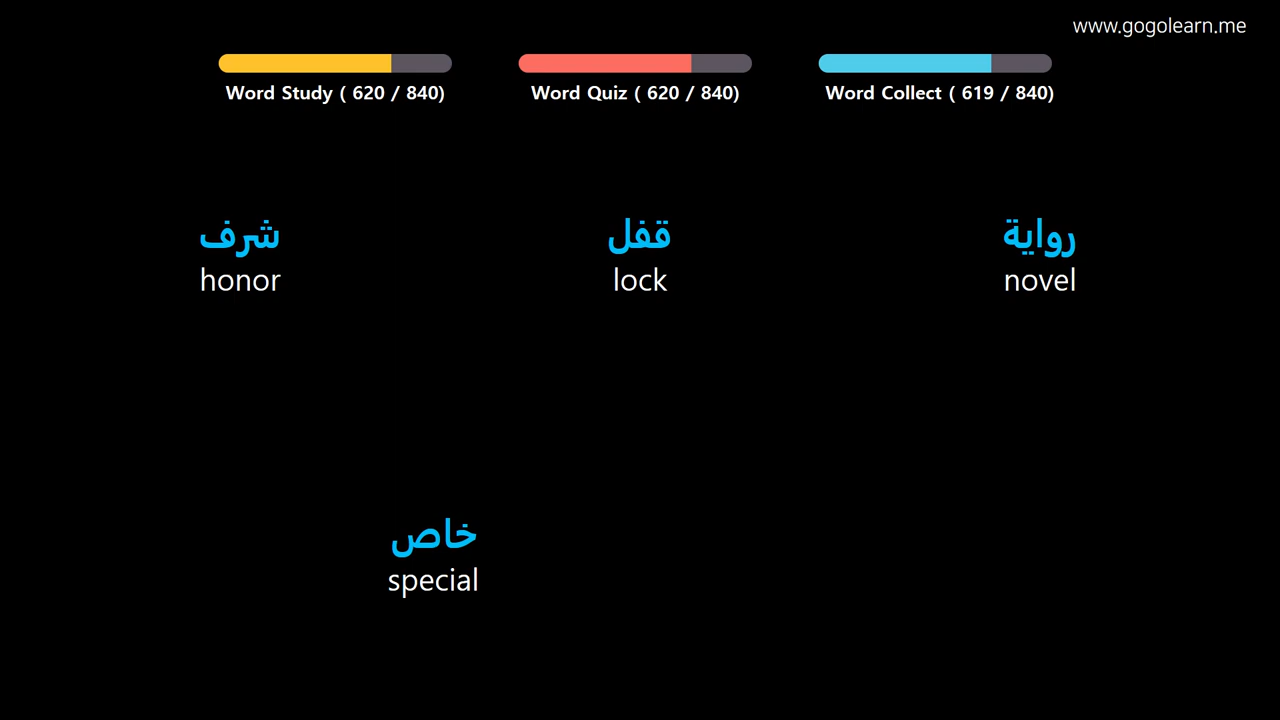 www.gogolearn.me
Word Study ( 620 / 840)
Word Quiz ( 620 / 840)
Word Collect ( 619 / 840)
شرف
honor
قفل
lock
رواية
novel
خاص
special